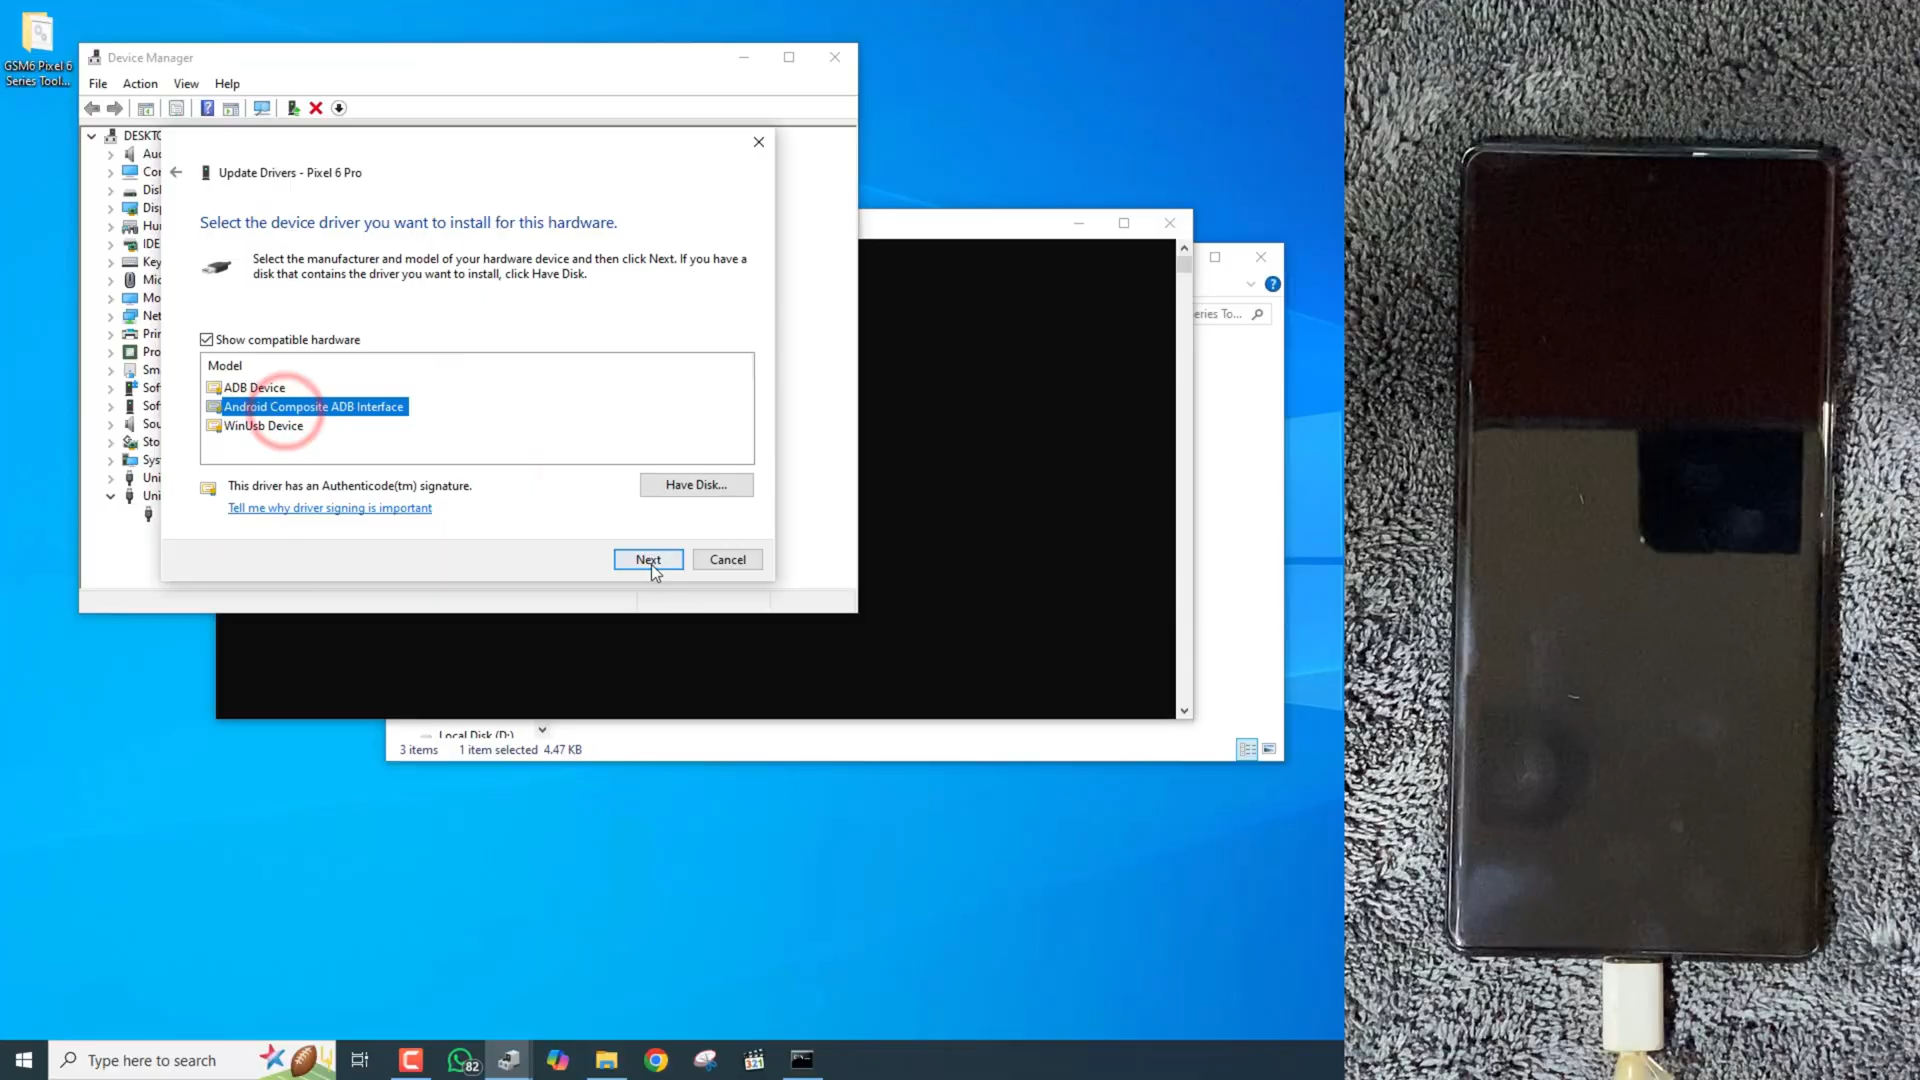 GSM6 Pixel 6
Series Tool...
Device Manager
File Action View Help
DESKTO
Auc
Cor
Disl
Disp
Hur
IDE
Key
Mic
Mo
Net
Prir
Pro
Sm
Sof
Sof
Sou
Sto
Sys
Uni
Uni
Update Drivers - Pixel 6 Pro
Select the device driver you want to install for this hardware.
Select the manufacturer and model of your hardware device and then click Next. If you have a
disk that contains the driver you want to install, click Have Disk.
Show compatible hardware
Model
ADB Device
Android Composite ADB Interface
WinUsb Device
This driver has an Authenticode(tm) signature.
Have Disk...
Tell me why driver signing is important
Next Cancel
eries To...
Local Disk (D:)
3 items 1 item selected 4.47 KB
Type here to search
82
321